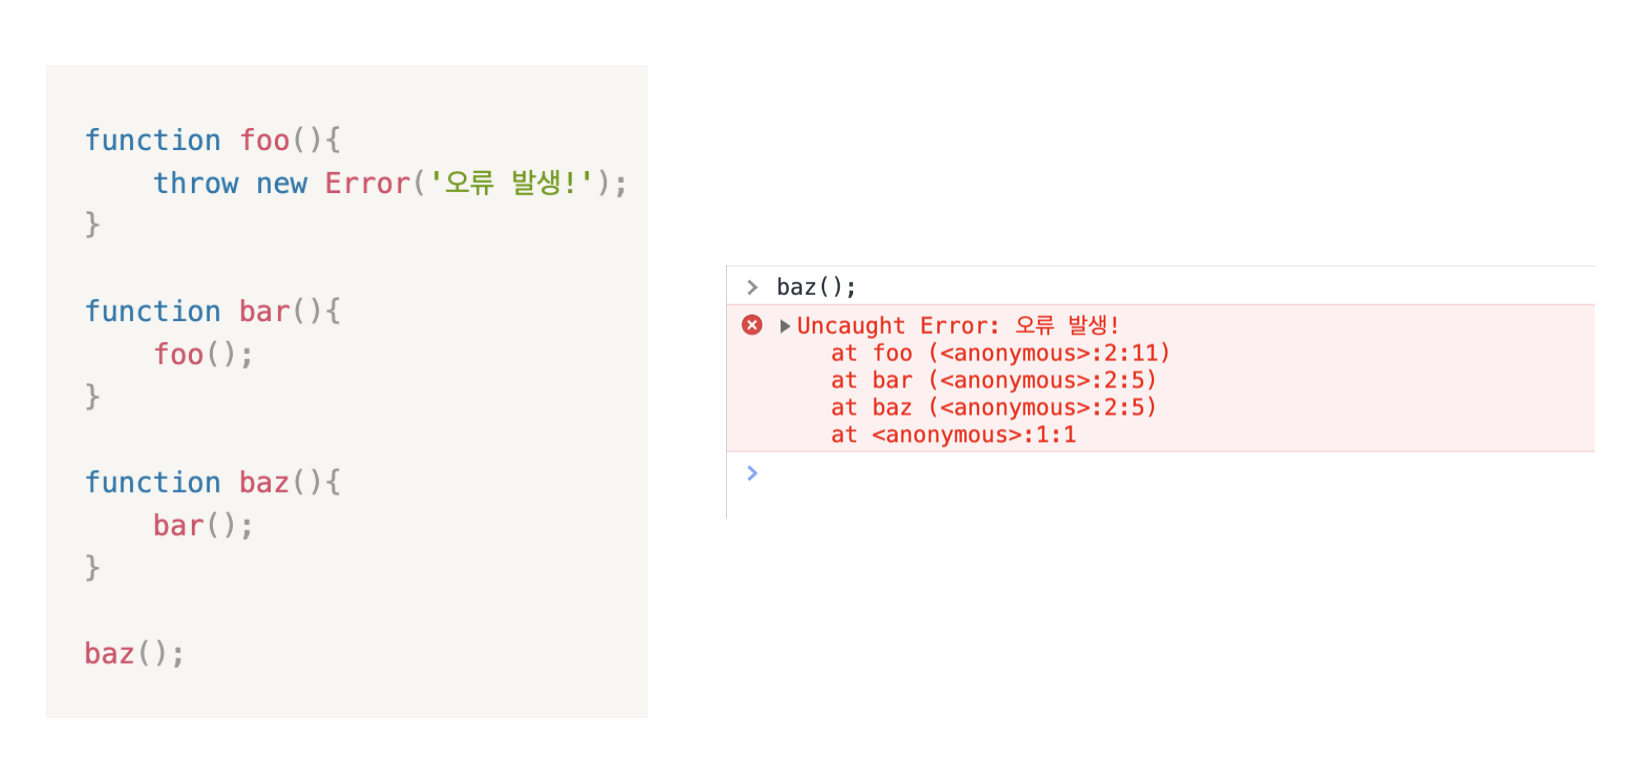 function foo(){
    throw new Error('오류 발생!');
}
function bar(){
    foo();
}
function baz(){
    bar();
}
baz();
> baz();
Uncaught Error: 오류 발생!
    at foo (<anonymous>:2:11)
    at bar (<anonymous>:2:5)
    at baz (<anonymous>:2:5)
    at <anonymous>:1:1
>